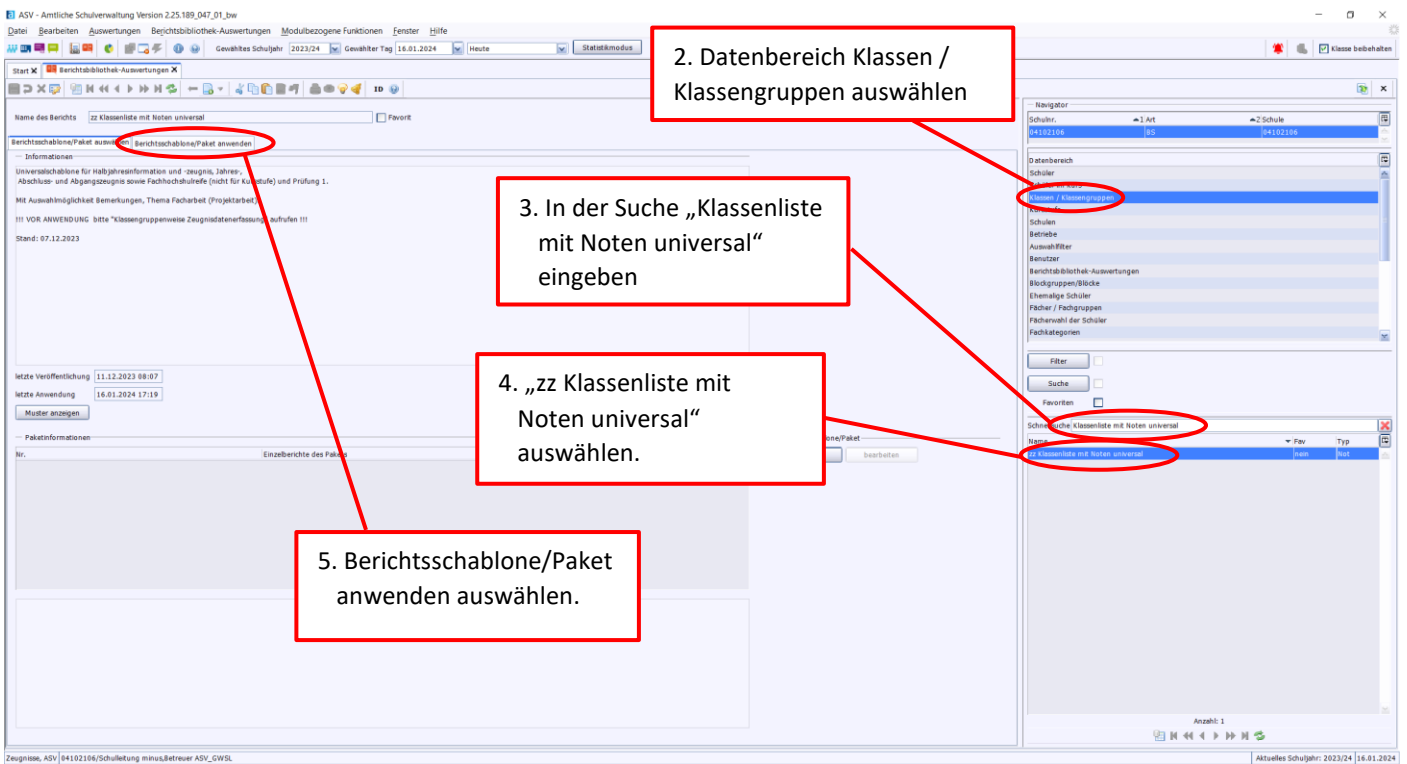 ASV - Amtliche Schulverwaltung Version 2.25.189_047_01_bw
Datei Bearbeiten Auswertungen Berichtsbibliothek-Auswertungen Modulbezogene Funktionen Fenster Hilfe
Gewähltes Schuljahr 2023/24 Gewählter Tag 16.01.2024 Heute Statistikmodus Klasse beibehalten
Start Berichtsbibliothek-Auswertungen
ID
Name des Berichts zz Klassenliste mit Noten universal Favorit
Berichtsschablone/Paket auswählen Berichtsschablone/Paket anwenden
Informationen
Universalschablone für Halbjahresinformation und -zeugnis, Jahres-,
Abschluss- und Abgangszeugnis sowie Fachhochshulreife (nicht für Kursstufe) und Prüfung 1.
Mit Auswahlmöglichkeit Bemerkungen, Thema Facharbeit (Projektarbeit)
!!! VOR ANWENDUNG bitte "Klassengruppenweise Zeugnisdatenerfassung" aufrufen !!!
Stand: 07.12.2023
letzte Veröffentlichung 11.12.2023 08:07
letzte Anwendung 16.01.2024 17:19
Muster anzeigen
Paketinformationen
Nr. Einzelberichte des Pakets
one/Paket
bearbeiten
2. Datenbereich Klassen /
Klassengruppen auswählen
3. In der Suche „Klassenliste
mit Noten universal“
eingeben
4. „zz Klassenliste mit
Noten universal“
auswählen.
5. Berichtsschablone/Paket
anwenden auswählen.
Navigator
Schulnr. 1 Art 2 Schule
04102106 BS 04102106
Datenbereich
Schüler
Klassen / Klassengruppen
Schulen
Betriebe
Auswahlfilter
Benutzer
Berichtsbibliothek-Auswertungen
Blockgruppen/Blöcke
Ehemalige Schüler
Fächer / Fachgruppen
Fächerwahl der Schüler
Fachkategorien
Filter
Suche
Favoriten
Schnellsuche Klassenliste mit Noten universal
Name Fav Typ
zz Klassenliste mit Noten universal nein Not
Anzahl: 1
Zeugnisse, ASV 04102106/Schulleitung minus,Betreuer ASV_GWSL Aktuelles Schuljahr: 2023/24 16.01.2024